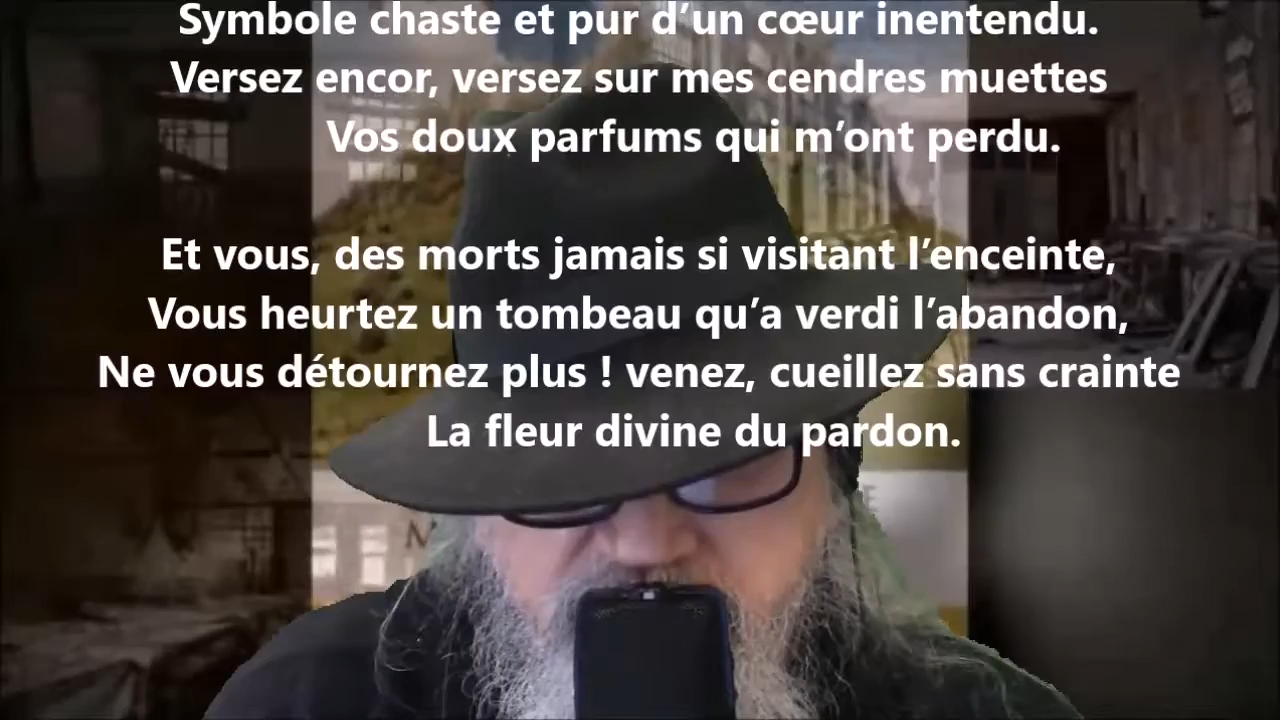 Symbole chaste et pur d’un cœur inentendu.
Versez encor, versez sur mes cendres muettes
Vos doux parfums qui m’ont perdu.
Et vous, des morts jamais si visitant l’enceinte,
Vous heurtez un tombeau qu’a verdi l’abandon,
Ne vous détournez plus ! venez, cueillez sans crainte
La fleur divine du pardon.